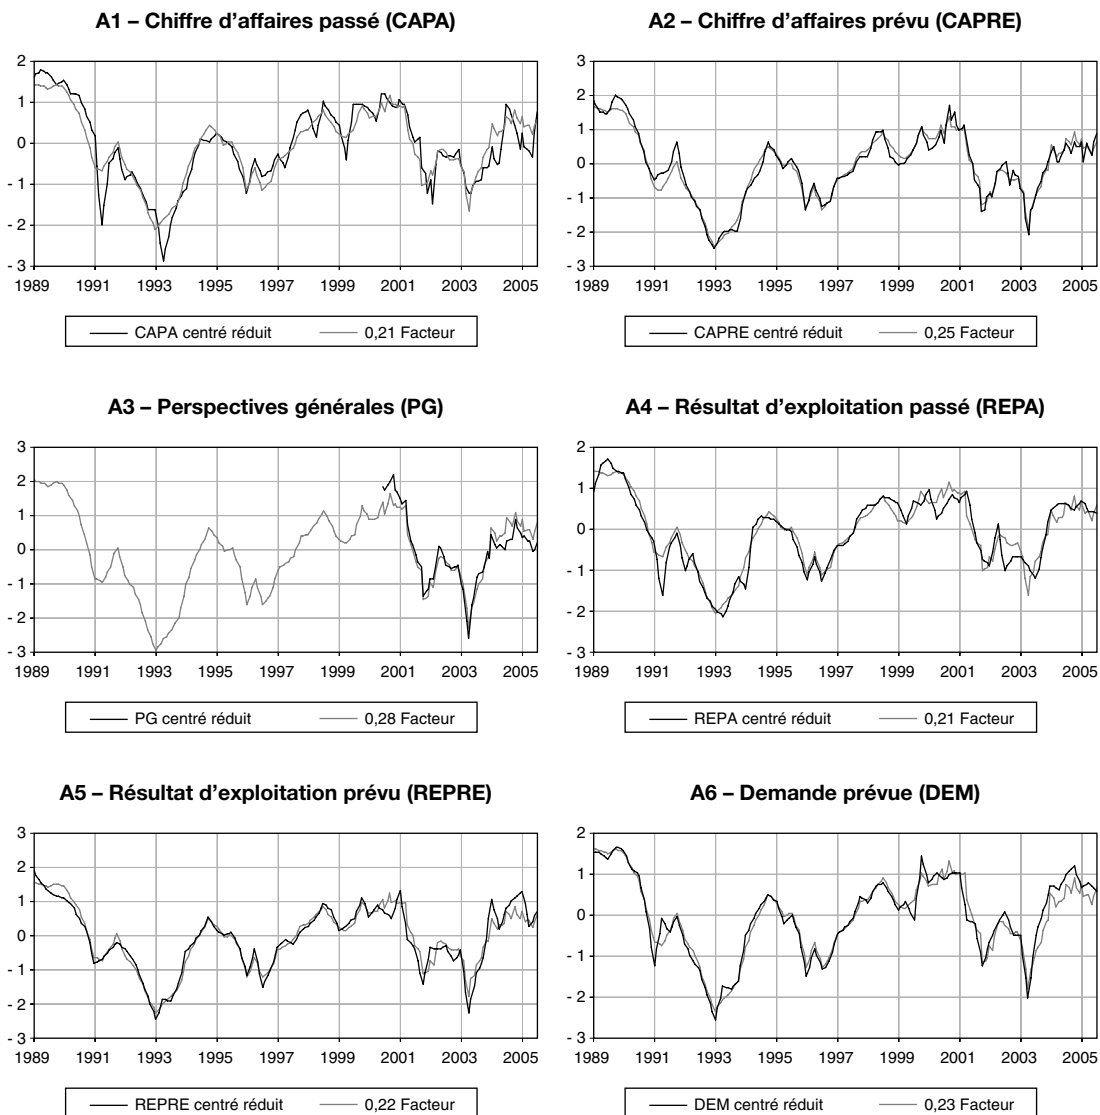 A1 – Chiffre d’affaires passé (CAPA)
2
1
0
- 1
- 2
- 3
1989 1991 1993 1995 1997 1999 2001 2003 2005
CAPA centré réduit 0,21 Facteur
A2 – Chiffre d’affaires prévu (CAPRE)
3
2
1
0
- 1
- 2
- 3
1989 1991 1993 1995 1997 1999 2001 2003 2005
CAPRE centré réduit 0,25 Facteur
A3 – Perspectives générales (PG)
3
2
1
0
- 1
- 2
- 3
1989 1991 1993 1995 1997 1999 2001 2003 2005
PG centré réduit 0,28 Facteur
A4 – Résultat d’exploitation passé (REPA)
2
1
0
- 1
- 2
- 3
1989 1991 1993 1995 1997 1999 2001 2003 2005
REPA centré réduit 0,21 Facteur
A5 – Résultat d’exploitation prévu (REPRE)
3
2
1
0
- 1
- 2
- 3
1989 1991 1993 1995 1997 1999 2001 2003 2005
REPRE centré réduit 0,22 Facteur
A6 – Demande prévue (DEM)
2
1
0
- 1
- 2
- 3
1989 1991 1993 1995 1997 1999 2001 2003 2005
DEM centré réduit 0,23 Facteur